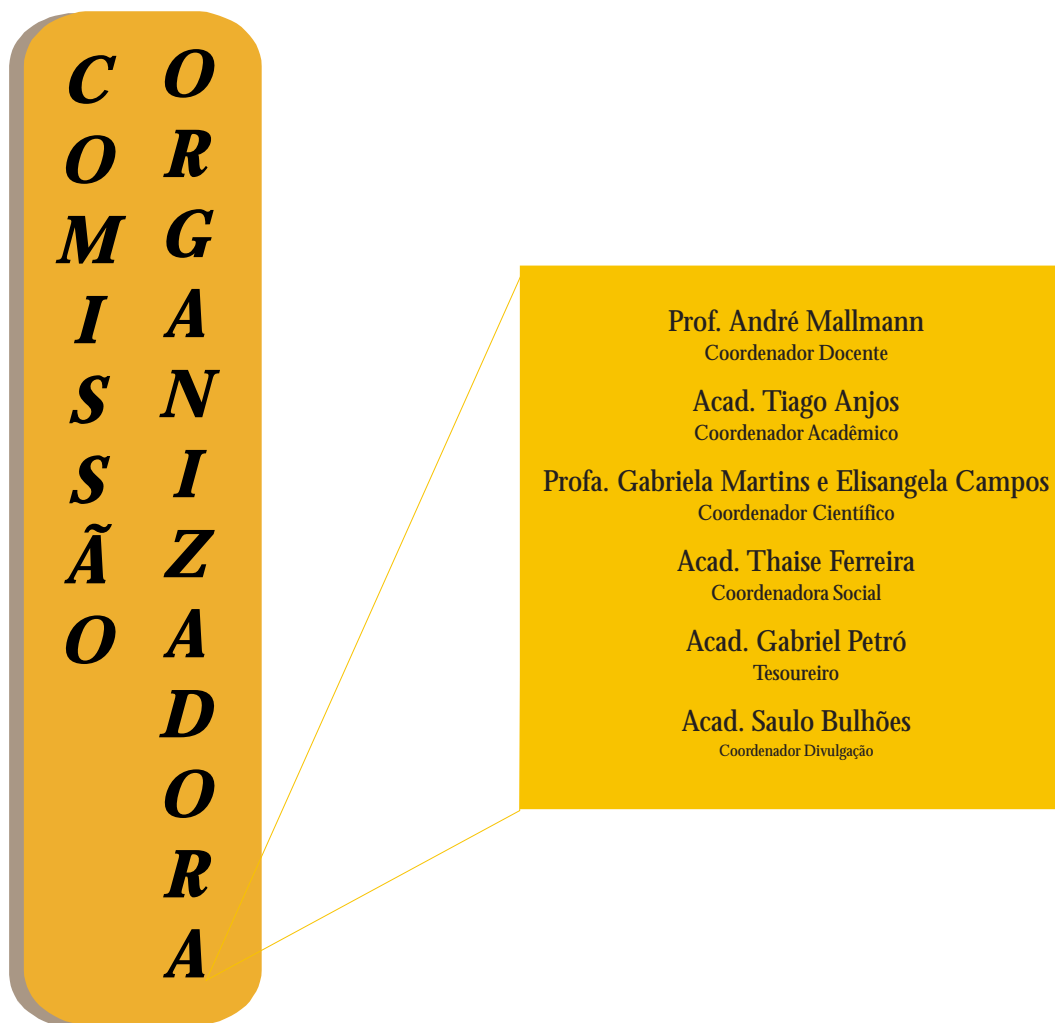 COMISSÃO
ORGANIZADORA
Prof. André Mallmann
Coordenador Docente
Acad. Tiago Anjos
Coordenador Acadêmico
Profa. Gabriela Martins e Elisangela Campos
Coordenador Científico
Acad. Thaise Ferreira
Coordenadora Social
Acad. Gabriel Petró
Tesoureiro
Acad. Saulo Bulhões
Coordenador Divulgação